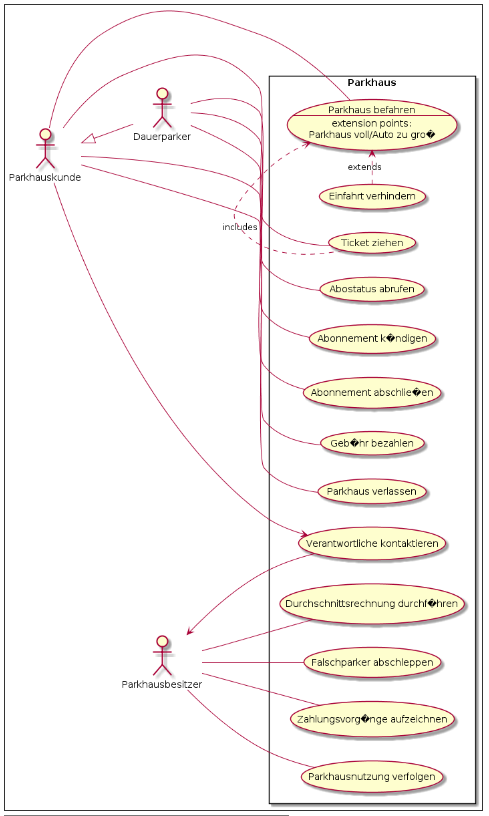 Parkhaus
Parkhaus befahren
extension points:
Parkhaus voll/Auto zu gro�
Dauerparker
Parkhauskunde
extends
Einfahrt verhindern
includes
Ticket ziehen
Abostatus abrufen
Abonnement k�ndigen
Abonnement abschlie�en
Geb�hr bezahlen
Parkhaus verlassen
Verantwortliche kontaktieren
Durchschnittsrechnung durchf�hren
Parkhausbesitzer
Falschparker abschleppen
Zahlungsvorg�nge aufzeichnen
Parkhausnutzung verfolgen